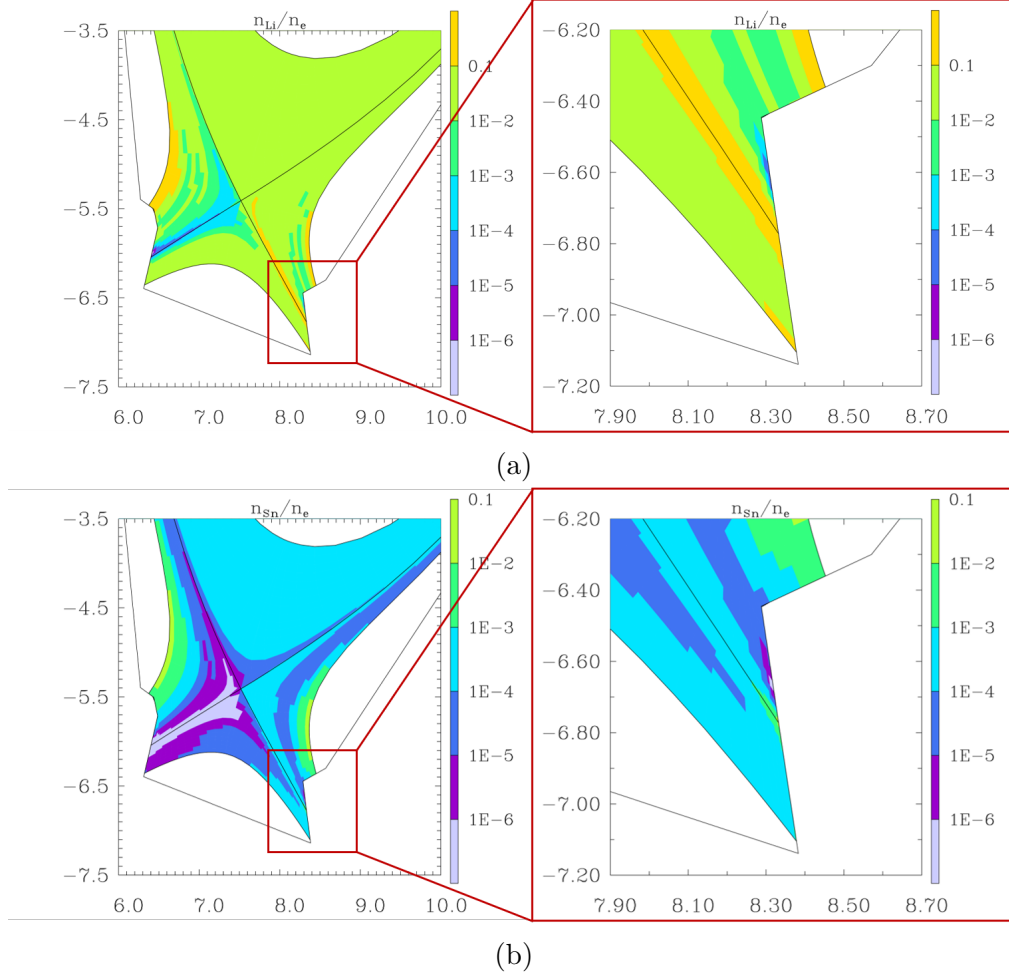 n_Li/n_e
−3.5
−4.5
−5.5
−6.5
−7.5
6.0 7.0 8.0 9.0 10.0
0.1
1E−2
1E−3
1E−4
1E−5
1E−6
−6.20
−6.40
−6.60
−6.80
−7.00
−7.20
7.90 8.10 8.30 8.50 8.70
0.1
1E−2
1E−3
1E−4
1E−5
1E−6
(a)
n_Sn/n_e
−3.5
−4.5
−5.5
−6.5
−7.5
6.0 7.0 8.0 9.0 10.0
0.1
1E−2
1E−3
1E−4
1E−5
1E−6
−6.20
−6.40
−6.60
−6.80
−7.00
−7.20
7.90 8.10 8.30 8.50 8.70
0.1
1E−2
1E−3
1E−4
1E−5
1E−6
(b)